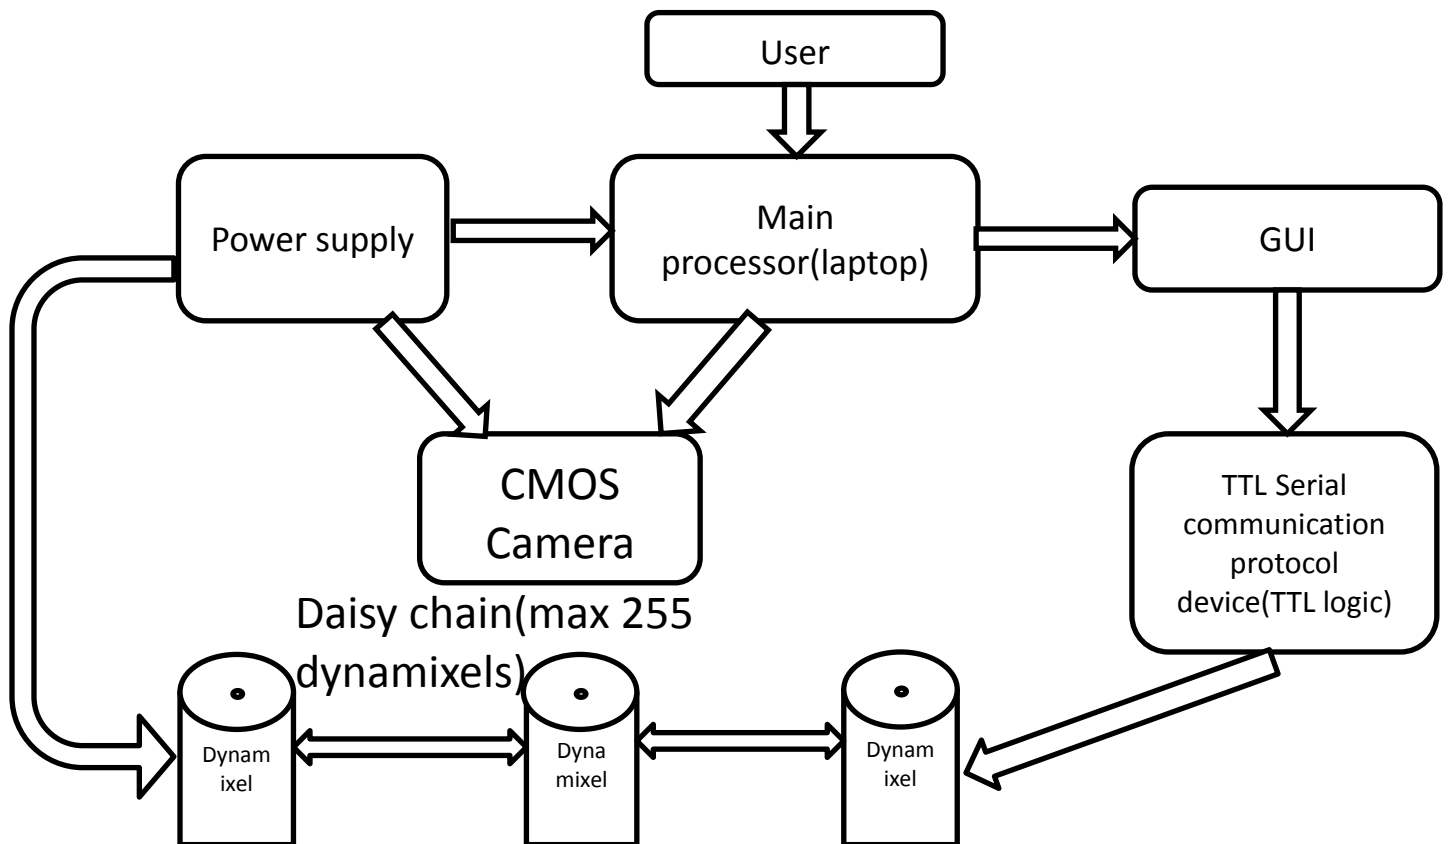 User
Power supply
Main
processor(laptop)
GUI
CMOS
Camera
TTL Serial
communication
protocol
device(TTL logic)
Daisy chain(max 255
dynamixels)
Dynam
ixel
Dyna
mixel
Dynam
ixel